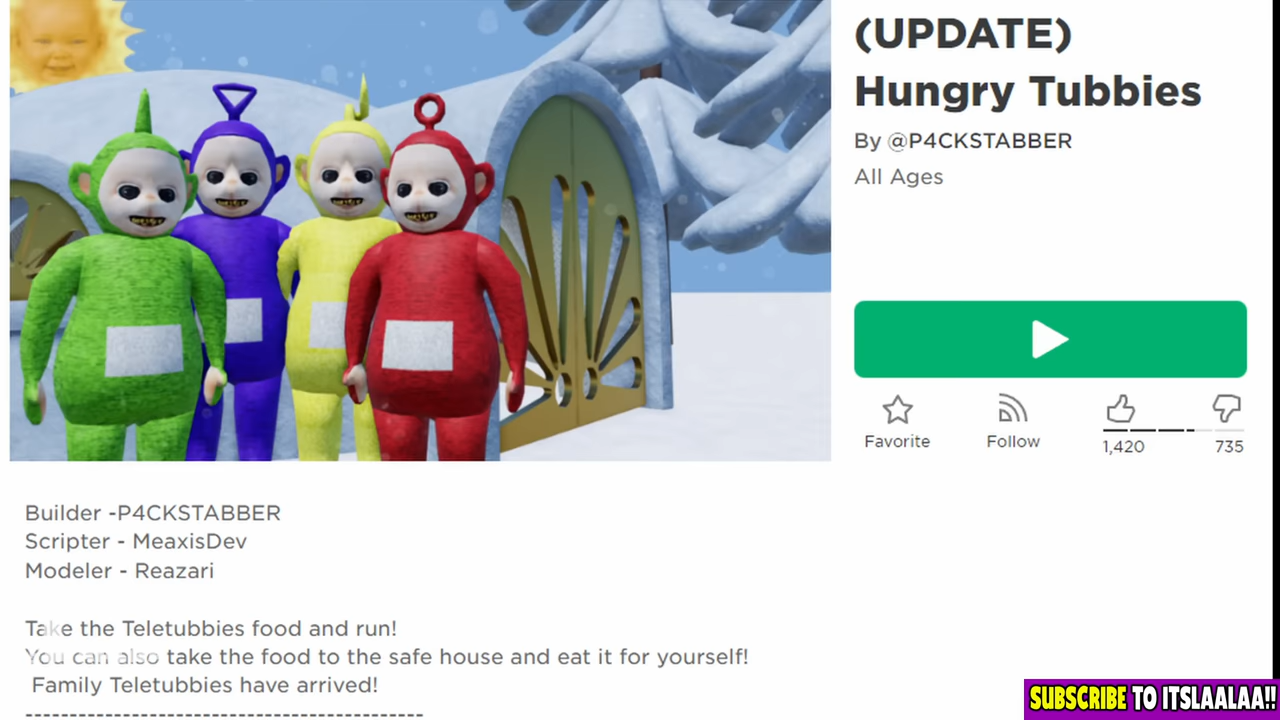 (UPDATE)
Hungry Tubbies
By @P4CKSTABBER
All Ages
Favorite
Follow
1,420
735
Builder -P4CKSTABBER
Scripter - MeaxisDev
Modeler - Reazari
Take the Teletubbies food and run!
You can also take the food to the safe house and eat it for yourself!
Family Teletubbies have arrived!
--------------------------------------------
SUBSCRIBE TO ITSLAALAA!!